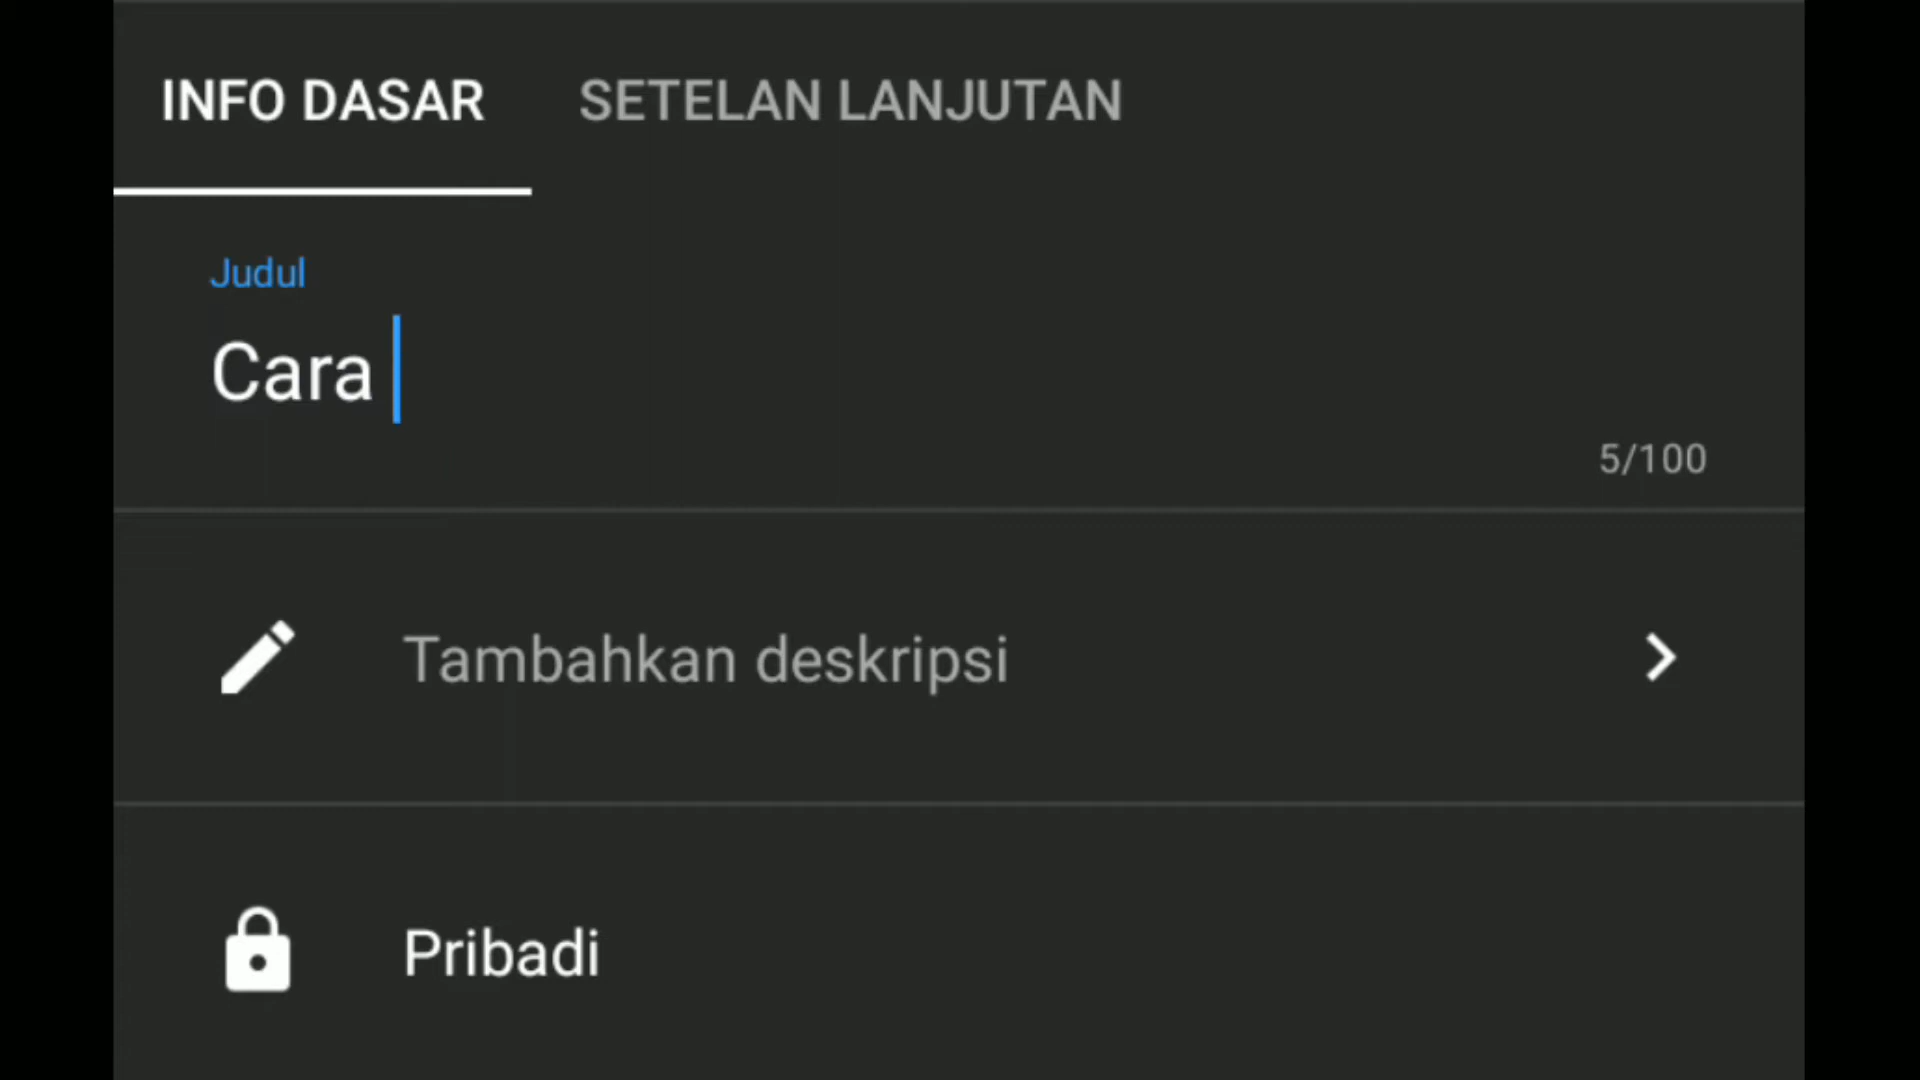 INFO DASAR SETELAN LANJUTAN
Judul
Cara
5/100
Tambahkan deskripsi
Pribadi